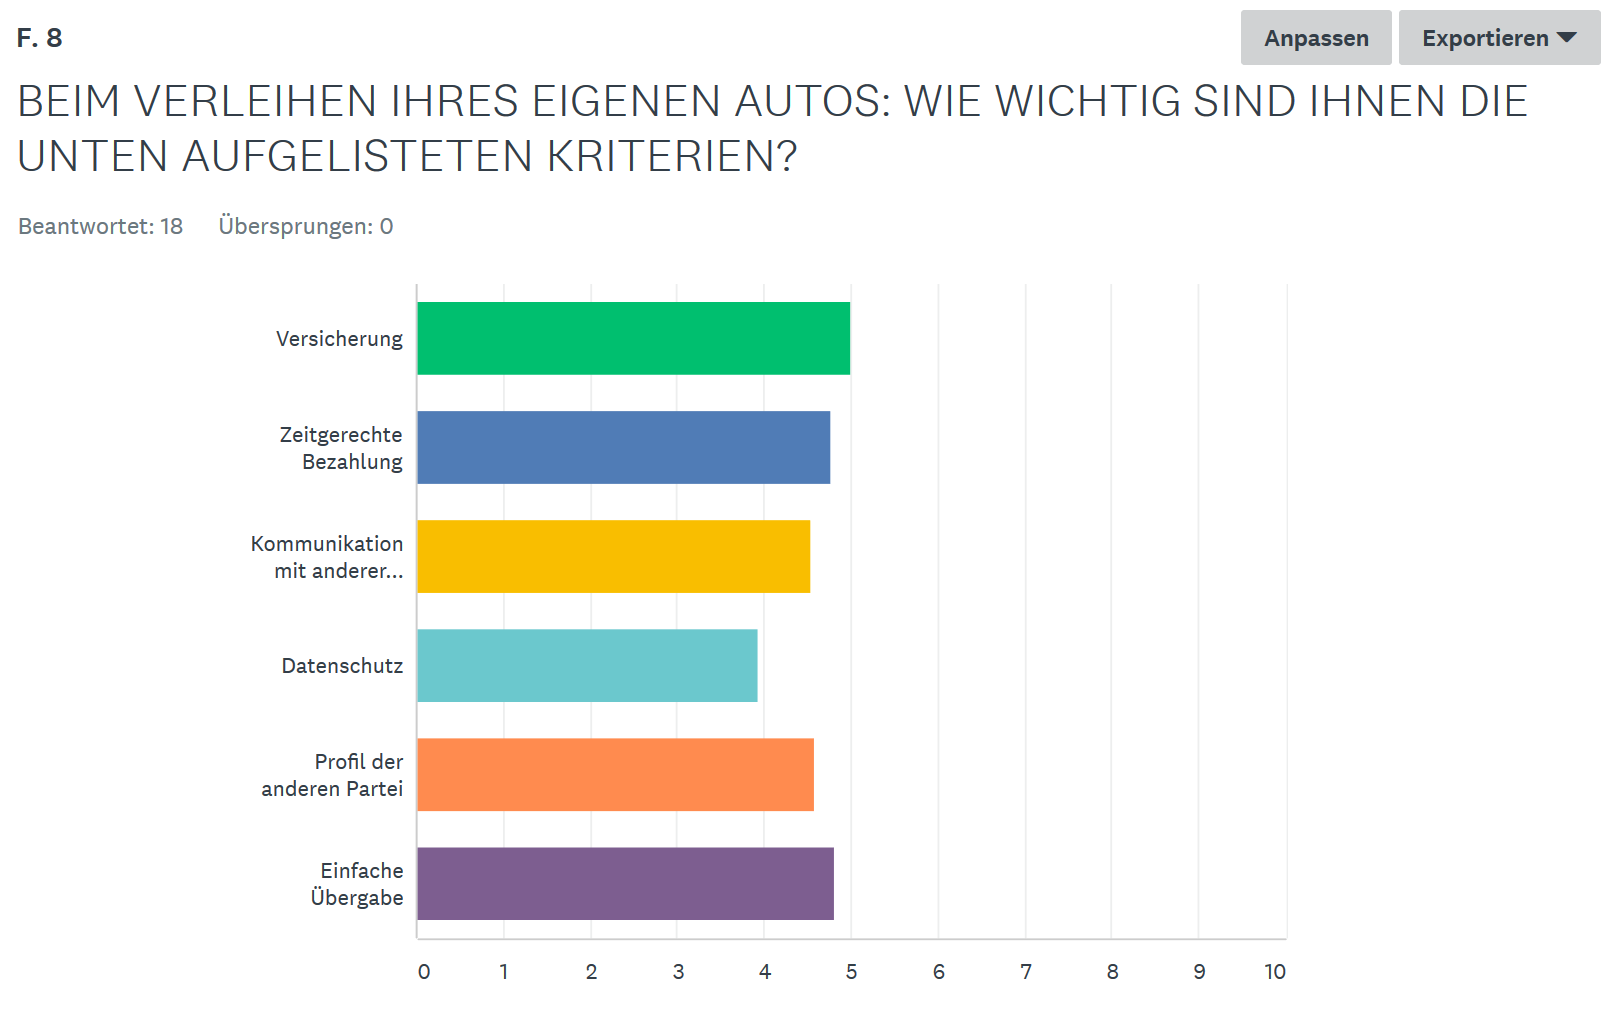 F. 8
Anpassen
Exportieren
BEIM VERLEIHEN IHRES EIGENEN AUTOS: WIE WICHTIG SIND IHNEN DIE
UNTEN AUFGELISTETEN KRITERIEN?
Beantwortet: 18 Übersprungen: 0
Versicherung
Zeitgerechte
Bezahlung
Kommunikation
mit anderer...
Datenschutz
Profil der
anderen Partei
Einfache
Übergabe
0 1 2 3 4 5 6 7 8 9 10